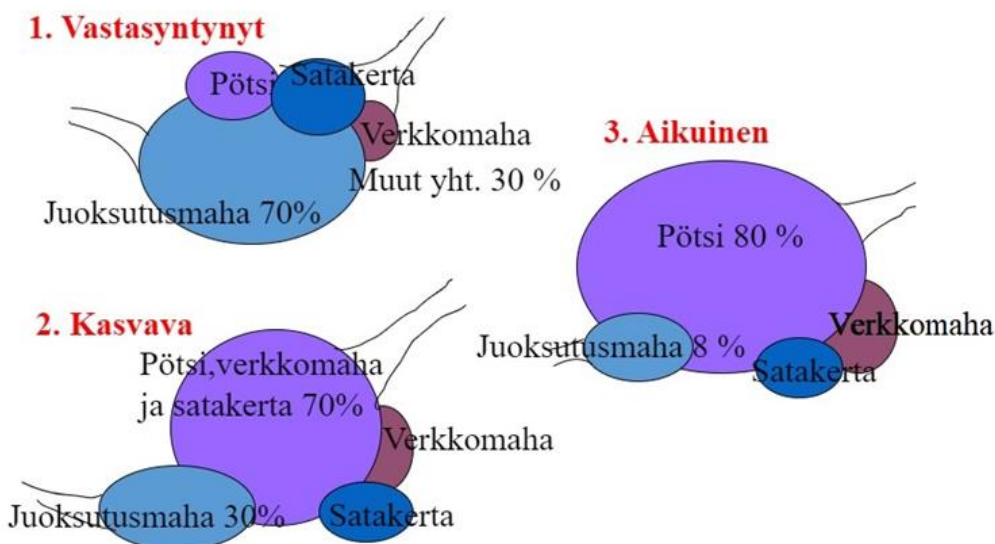 1. Vastasyntynyt
Pötsi
Satakerta
Verkkomaha
Muut yht. 30 %
Juoksutusmaha 70%
2. Kasvava
Pötsi,verkkomaha
ja satakerta 70%
Verkkomaha
Juoksutusmaha 30%
Satakerta
3. Aikuinen
Pötsi 80 %
Verkkomaha
Juoksutusmaha 8 %
Satakerta